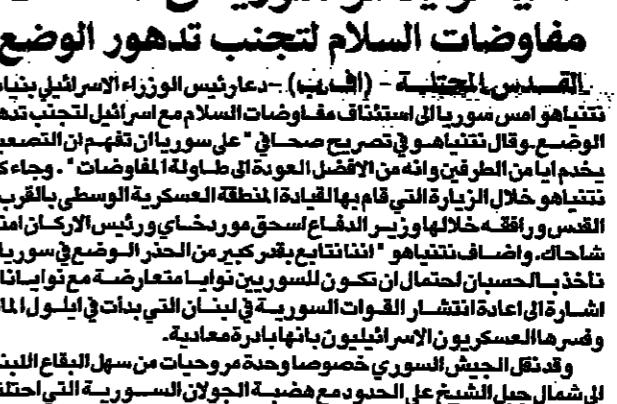 مفاوضات السلام لتجنب تدهور الوضع
القدس المحتلة - (اف ب) - دعا رئيس الوزراء الاسرائيلي بنيا
نتنياهو امس سوريا الى استئناف مفاوضات السلام مع اسرائيل لتجنب تده
الوضع. وقال نتنياهو في تصريح صحافي " على سوريا ان تفهم ان التصعي
يخدم ايا من الطرفين وانه من الافضل العودة الى طاولة المفاوضات " . وجاء ك
نتنياهو خلال الزيارة التي قام بها لقيادة المنطقة العسكرية الوسطى بالقرب
القدس ورافقه خلالها وزير الدفاع اسحق موردخاي ورئيس الاركان امن
شاحاك. واضاف نتنياهو " اننا نتابع بقدر كبير من الحذر الوضع في سوريا
ناخذ بالحسبان احتمال ان تكون للسوريين نوايا متعارضة مع نوايانا
اشارة الى اعادة انتشار القوات السورية في لبنان التي بدأت في ايلول الما
وفسرها العسكريون الاسرائيليون بانها بادرة معادية.
وقد نقل الجيش السوري خصوصا وحدة مروحيات من سهل البقاع اللبن
الى شمال جبل الشيخ على الحدود مع هضبة الجولان السورية التي احتلت